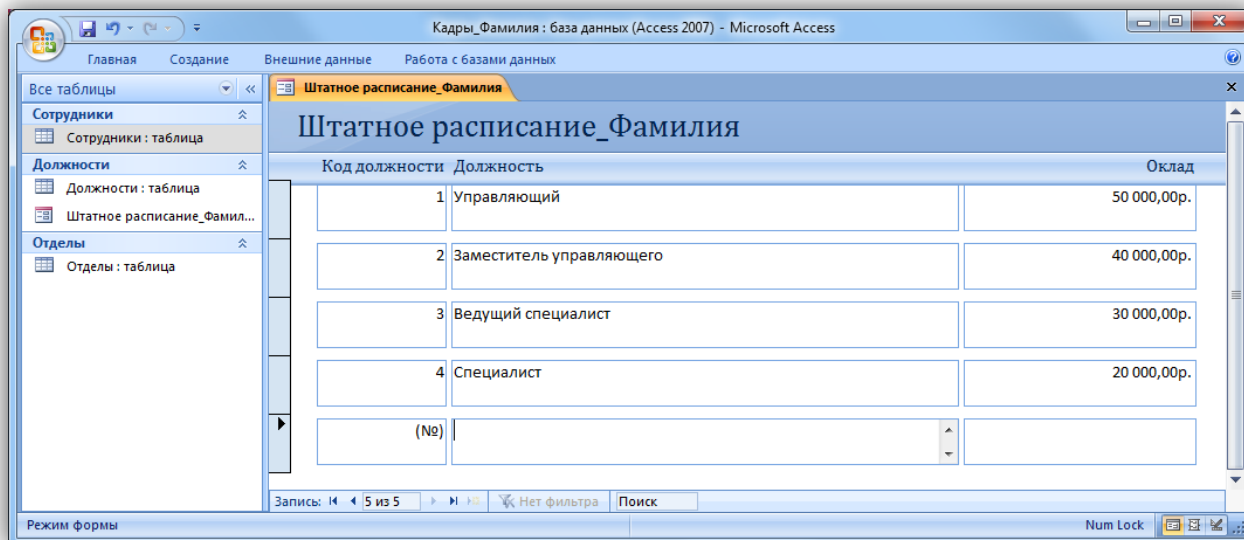 Кадры_Фамилия : база данных (Access 2007) - Microsoft Access
Главная Создание Внешние данные Работа с базами данных
Все таблицы
Штатное расписание_Фамилия
Сотрудники
Сотрудники : таблица
Должности
Должности : таблица
Штатное расписание_Фамил...
Отделы
Отделы : таблица
Штатное расписание_Фамилия
Код должности Должность Оклад
1 Управляющий 50 000,00р.
2 Заместитель управляющего 40 000,00р.
3 Ведущий специалист 30 000,00р.
4 Специалист 20 000,00р.
(№)
Запись: 5 из 5 Нет фильтра Поиск
Режим формы Num Lock